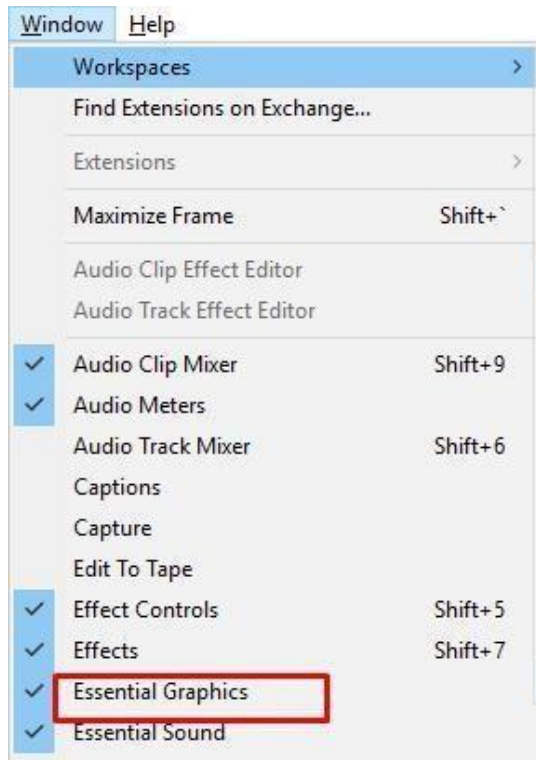 Window Help
Workspaces
Find Extensions on Exchange...
Extensions
Maximize Frame Shift+`
Audio Clip Effect Editor
Audio Track Effect Editor
Audio Clip Mixer Shift+9
Audio Meters
Audio Track Mixer Shift+6
Captions
Capture
Edit To Tape
Effect Controls Shift+5
Effects Shift+7
Essential Graphics
Essential Sound